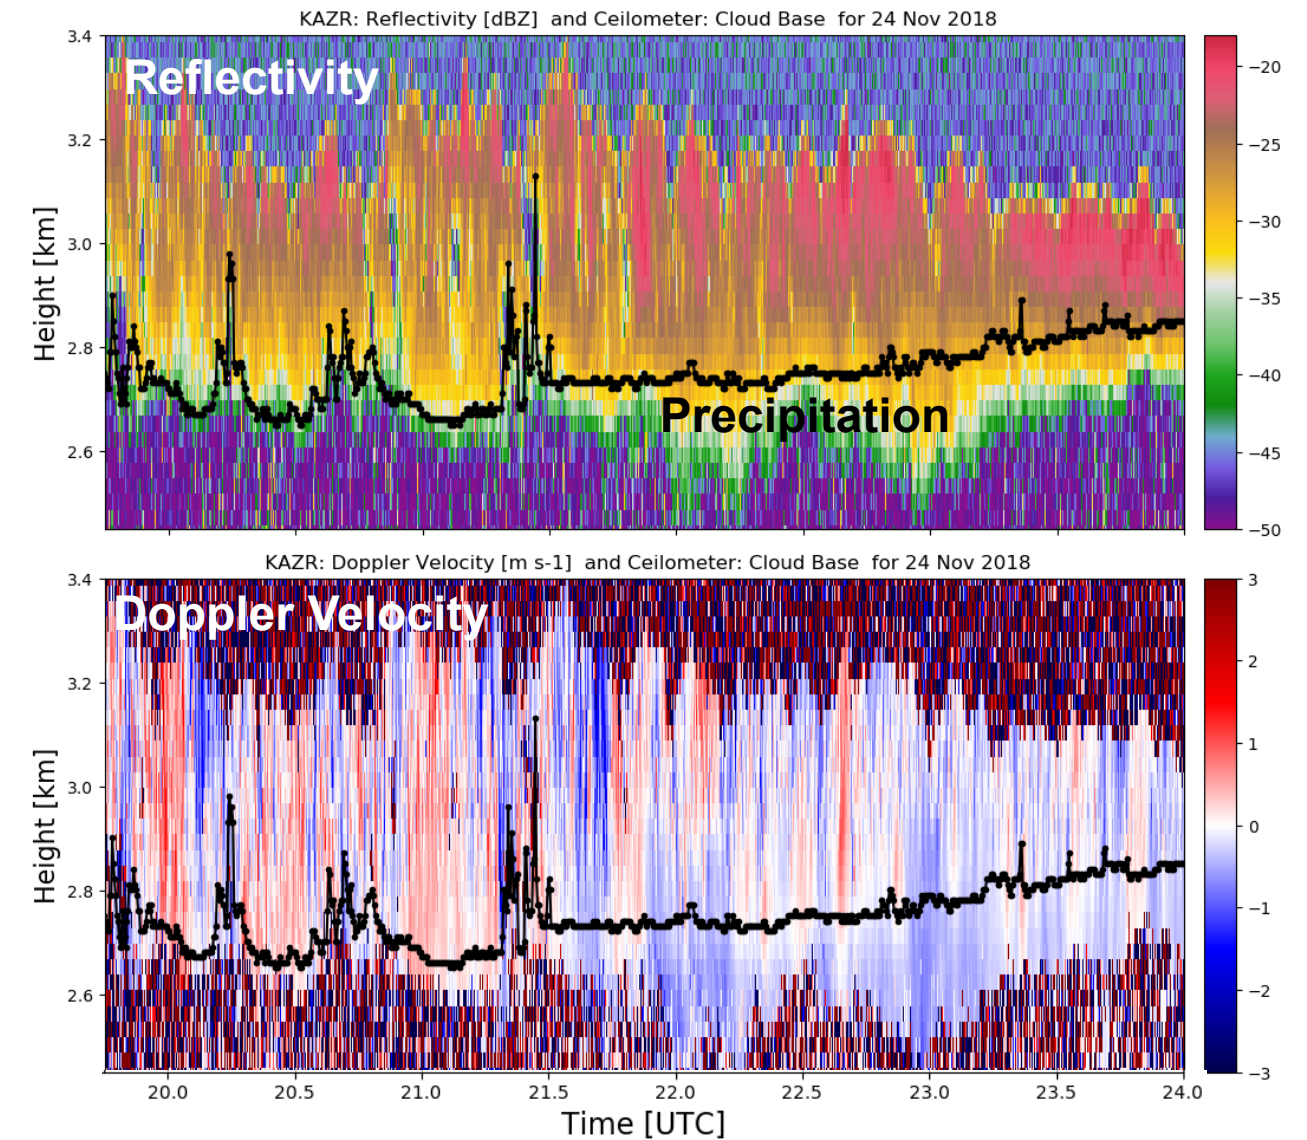 KAZR: Reflectivity [dBZ]  and Ceilometer: Cloud Base  for 24 Nov 2018
Reflectivity
Precipitation
Height [km]
3.4
3.2
3.0
2.8
2.6
−20
−25
−30
−35
−40
−45
−50
KAZR: Doppler Velocity [m s-1]  and Ceilometer: Cloud Base  for 24 Nov 2018
Doppler Velocity
Height [km]
3.4
3.2
3.0
2.8
2.6
3
2
1
0
−1
−2
−3
20.0 20.5 21.0 21.5 22.0 22.5 23.0 23.5 24.0
Time [UTC]